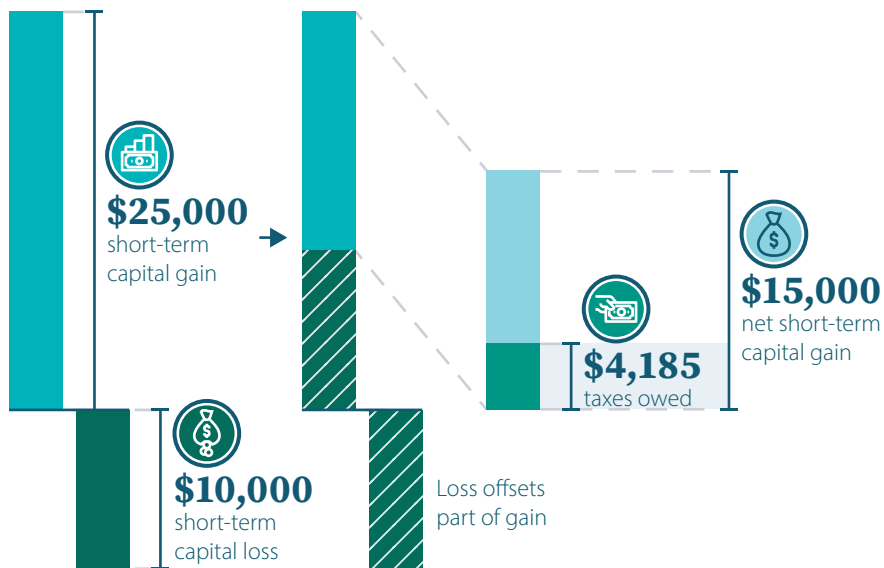 $25,000
short-term
capital gain
$10,000
short-term
capital loss
Loss offsets
part of gain
$4,185
taxes owed
$15,000
net short-term
capital gain